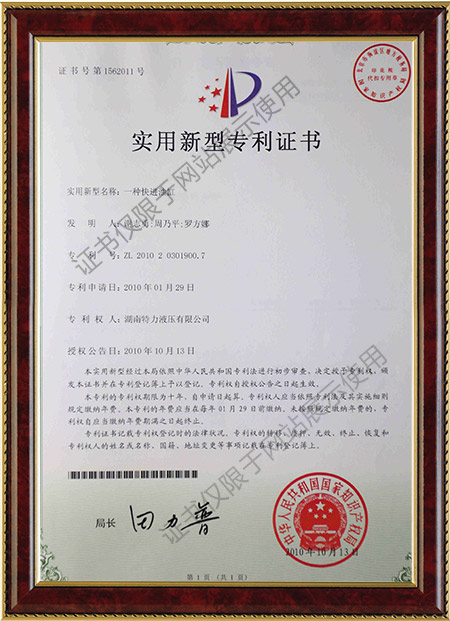 证书号第1562011号
实用新型专利证书
实用新型名称：一种快进油缸
发 明 人：志勇;周乃平;罗方娜
专 利 号：ZL 2010 2 0301900.7
专利申请日：2010年01月29日
专 利 权 人：湖南特力液压有限公司
授权公告日：2010年10月13日
本实用新型经过本局依照中华人民共和国专利法进行初步审查，决定授予专利权，颁
发本证书并在专利登记簿上予以登记。专利权自授权公告之日起生效。
本专利的专利权期限为十年，自申请日起算。专利权人应当依照专利法及其实施细则
规定缴纳年费。本专利的年费应当在每年01月29日前缴纳。未按照规定缴纳年费的，专利
权自应当缴纳年费期满之日起终止。
专利证书记载专利权登记时的法律状况。专利权的转移、质押、无效、终止、恢复和
专利权人的姓名或名称、国籍、地址变更等事项记载在专利登记簿上。
局长
田力普
中华人民共和国国家知识产权局
2010年10月13日
第1页（共1页）
证书仅限于网站展示使用
证书仅限于网站展示使用